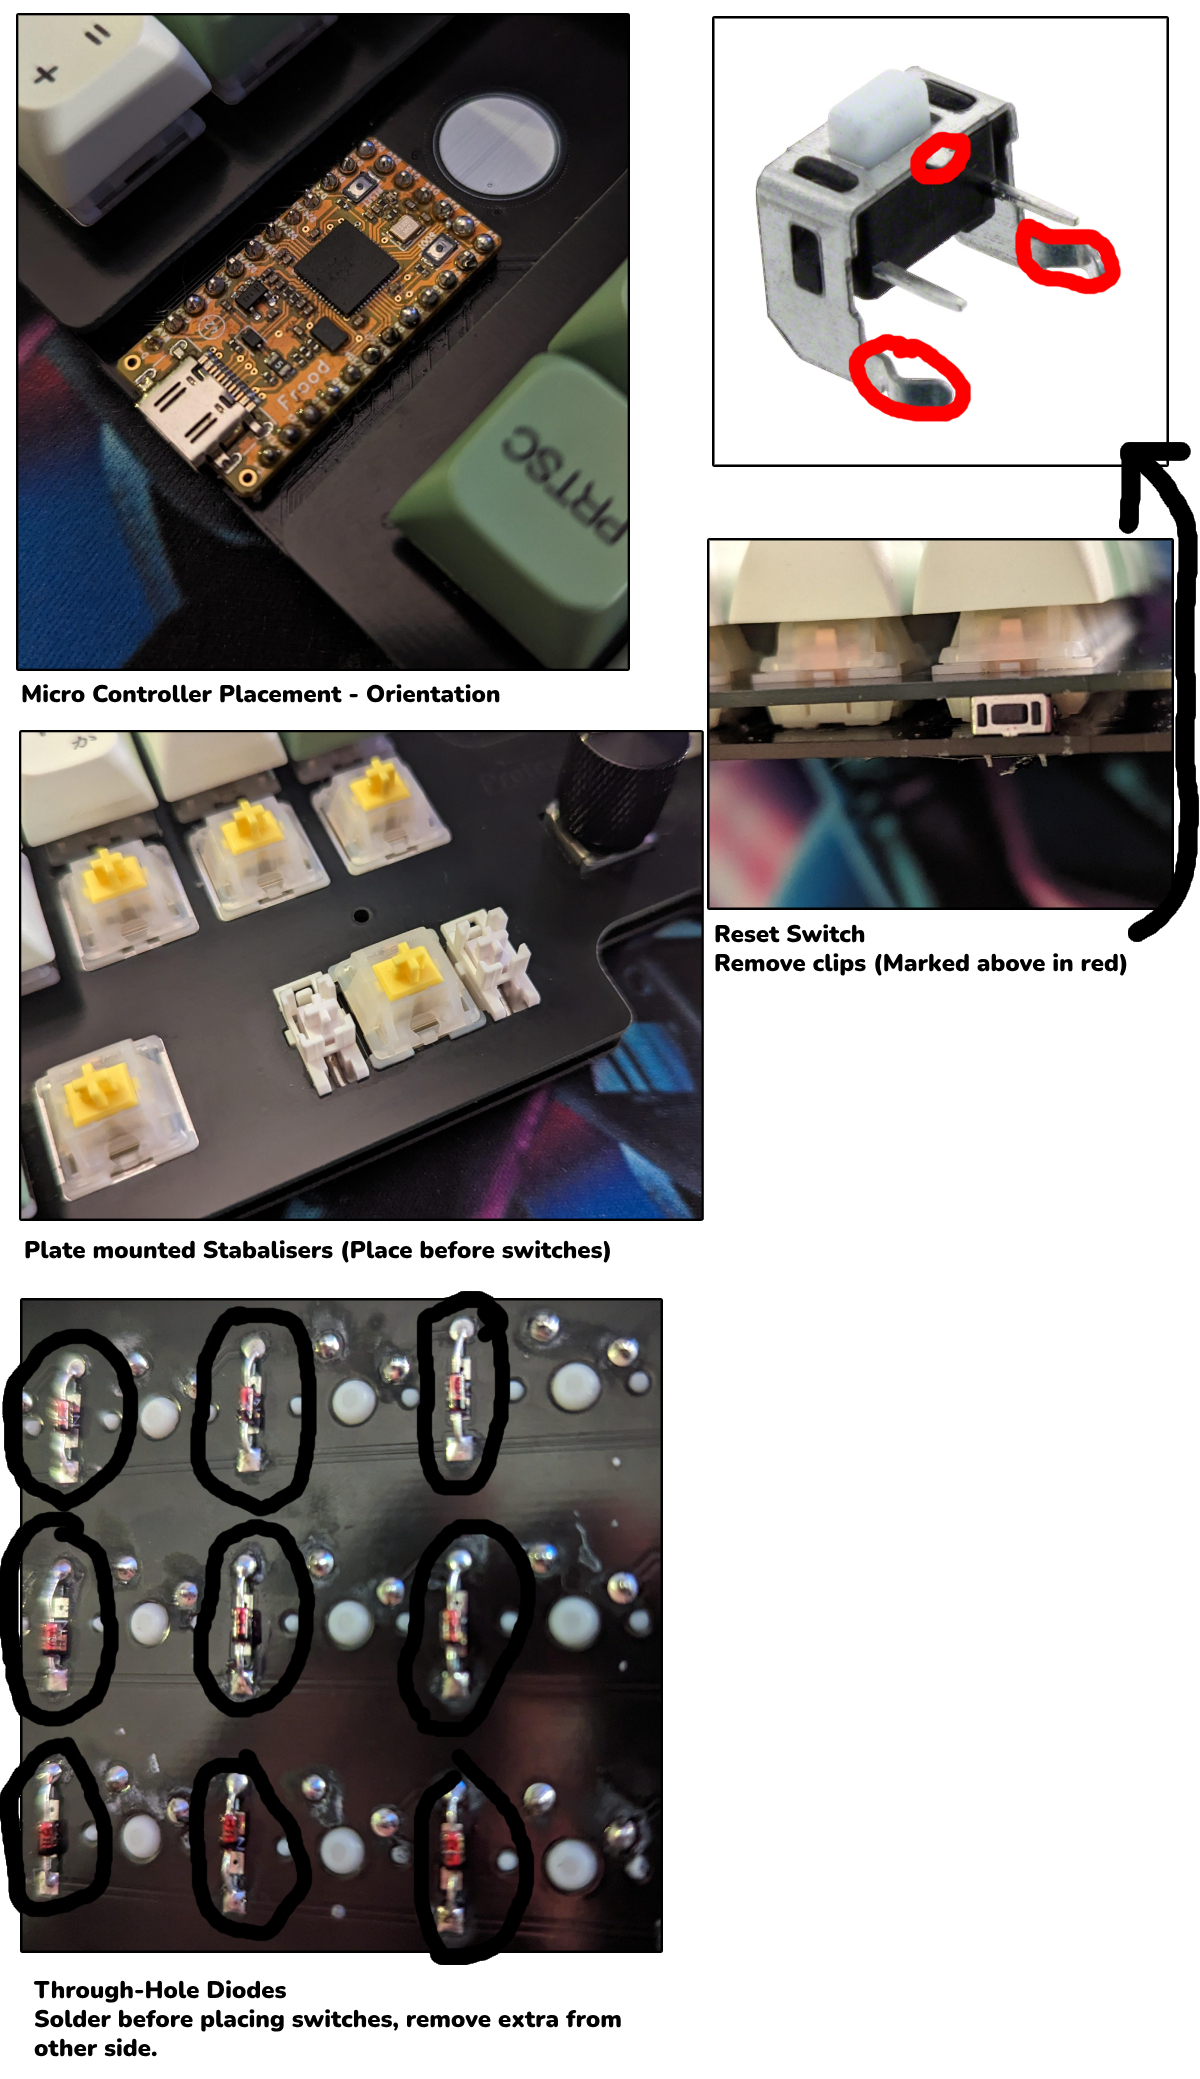 =
+
Frood
PRTSC
Micro Controller Placement - Orientation
Reset Switch
Remove clips (Marked above in red)
か
Plate mounted Stabalisers (Place before switches)
Through-Hole Diodes
Solder before placing switches, remove extra from
other side.